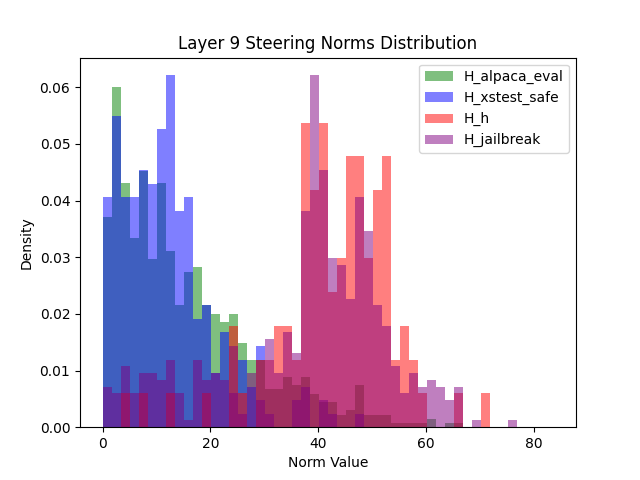 Layer 9 Steering Norms Distribution
H_alpaca_eval
H_xstest_safe
H_h
H_jailbreak
0.06
0.05
0.04
0.03
0.02
0.01
0.00
Density
0 20 40 60 80
Norm Value